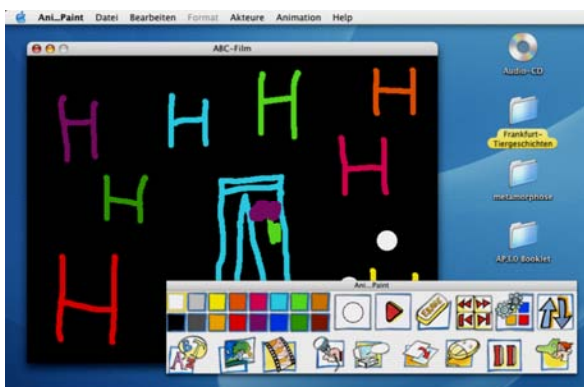 Ani...Paint Datei Bearbeiten Format Akteure Animation Help
ABC-Film
Audio-CD
Frankfurt-
Tiergeschichten
metamorphose
AP3.0 Booklet
H H H H
H H
H
Ani...Paint